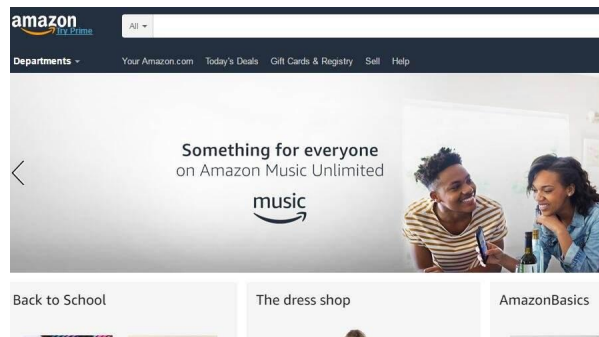 amazon
Try Prime
All
Departments
Your Amazon.com Today's Deals Gift Cards & Registry Sell Help
Something for everyone
on Amazon Music Unlimited
music
Back to School
The dress shop
AmazonBasics